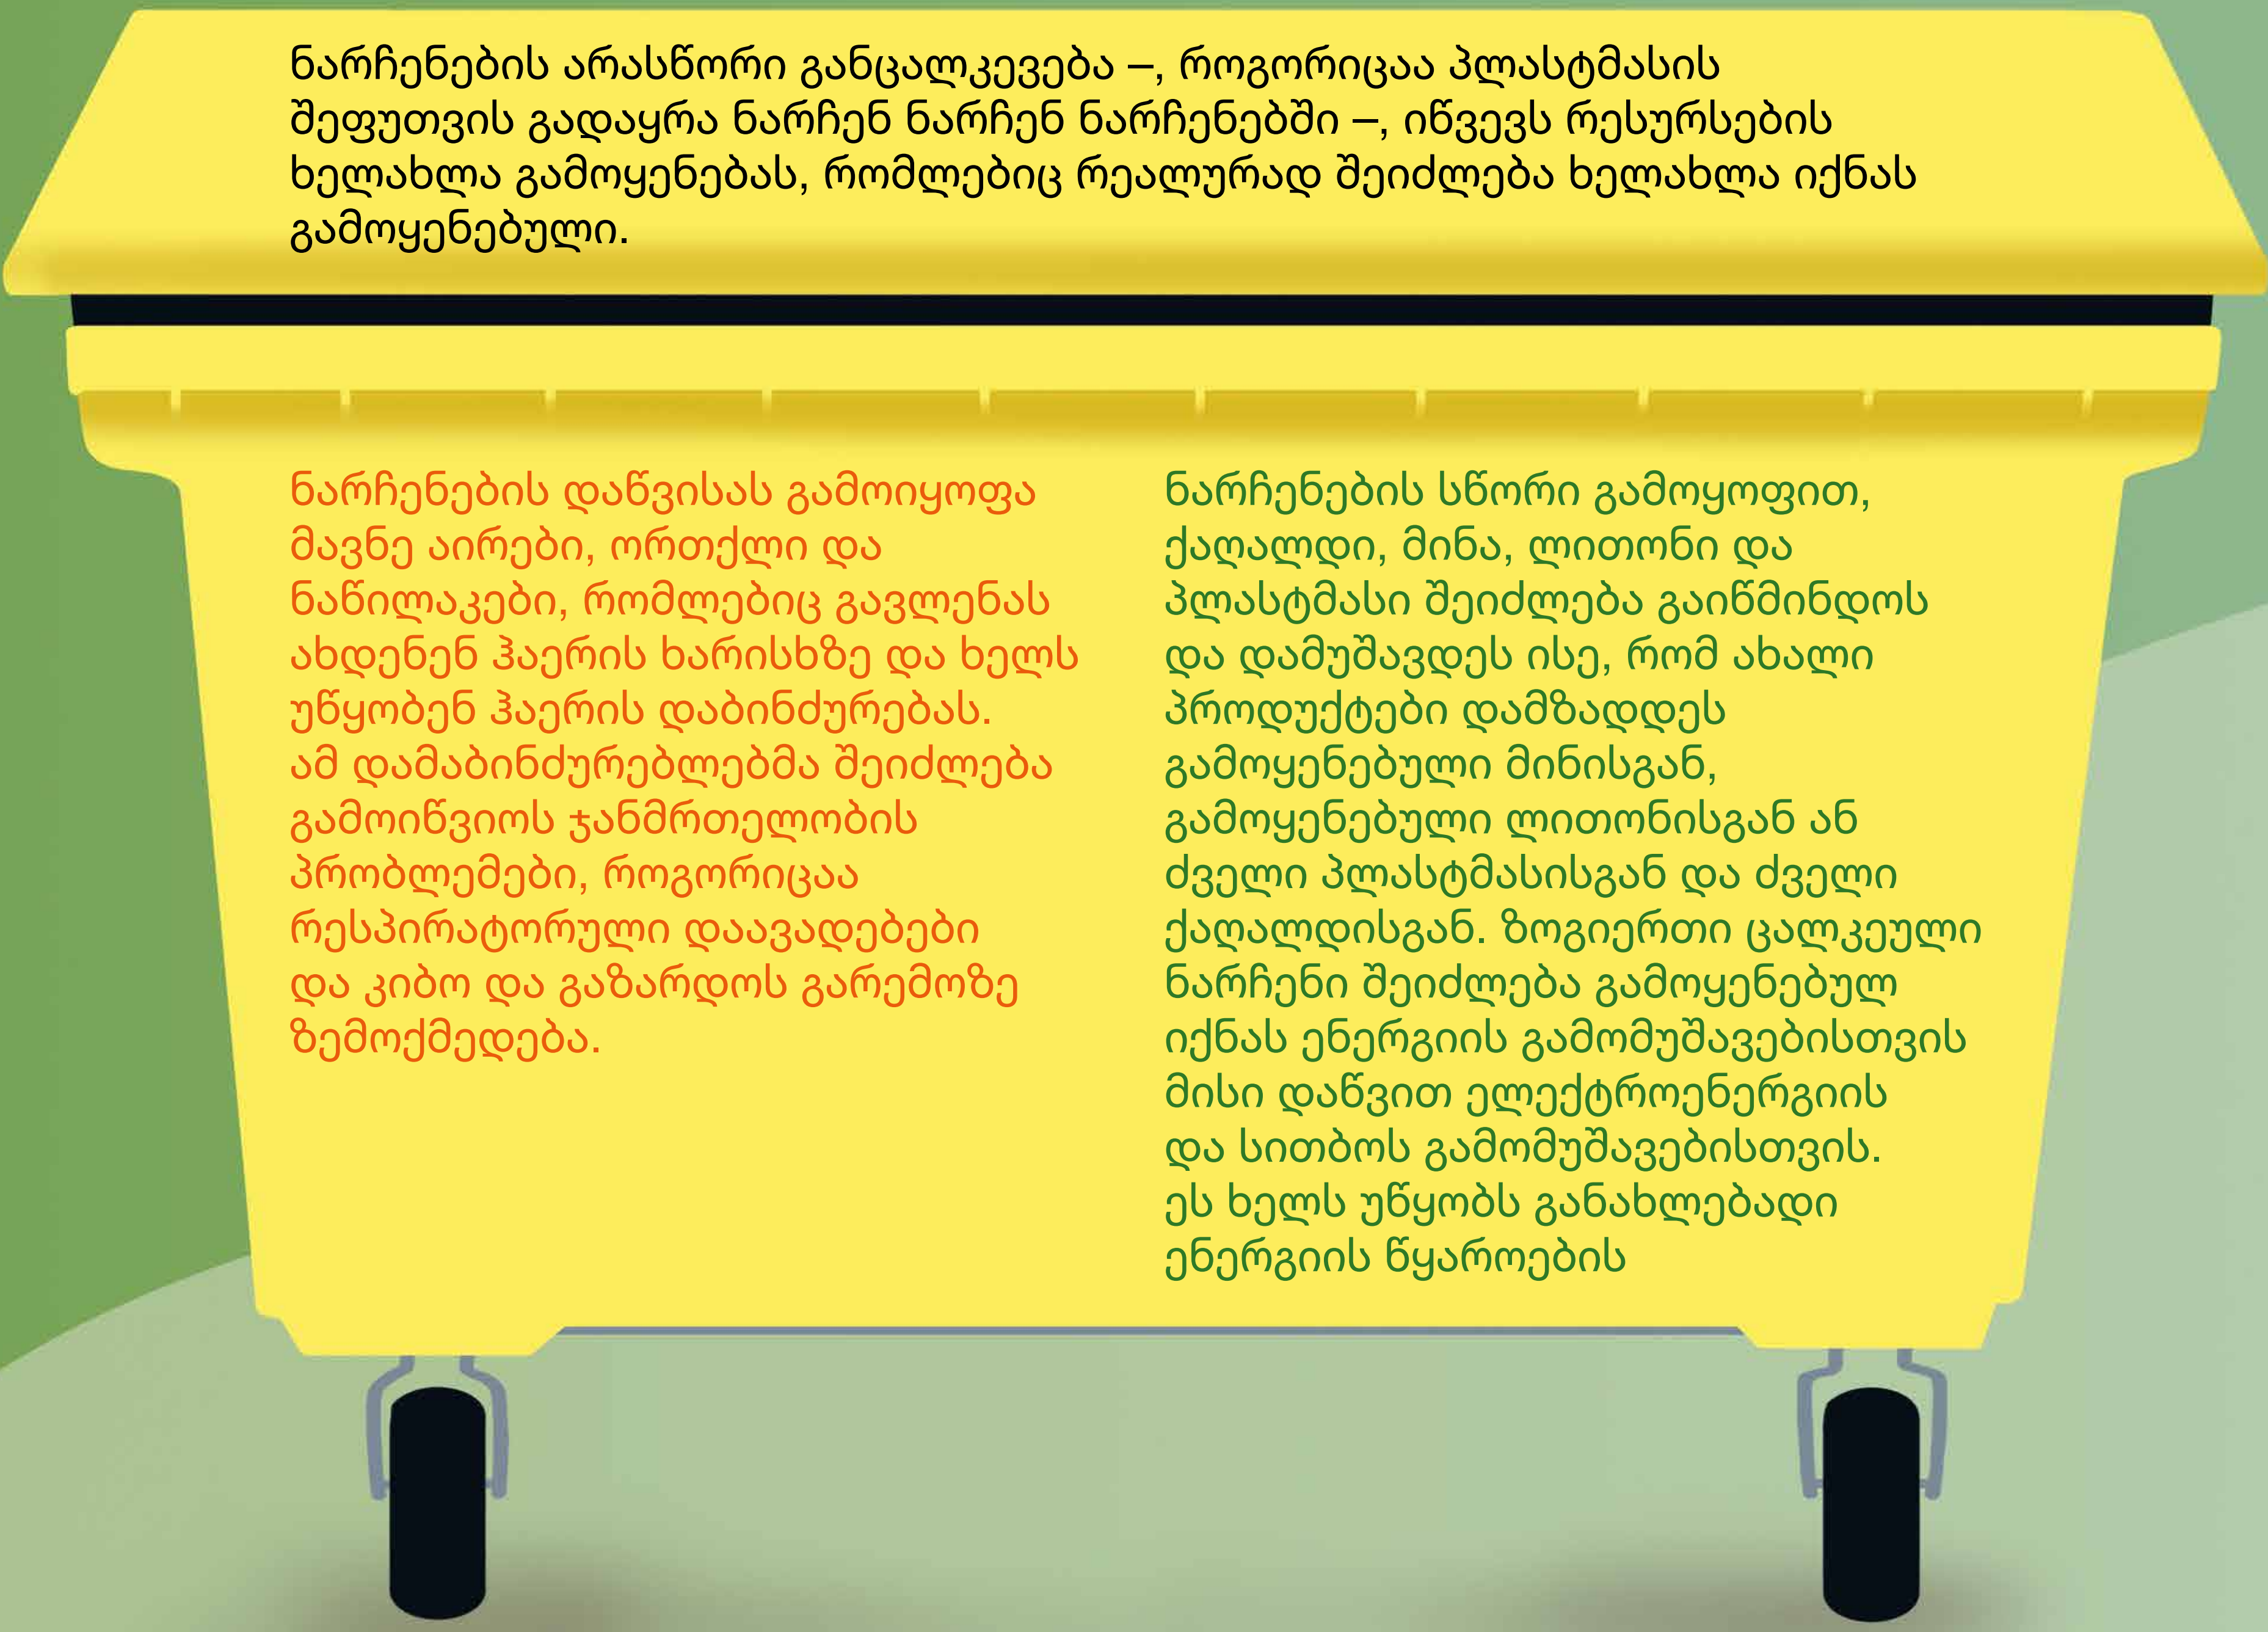 ნარჩენების არასწორი განცალკევება –, როგორიცაა პლასტმასის
შეფუთვის გადაყრა ნარჩენ ნარჩენ ნარჩენებში –, იწვევს რესურსების
ხელახლა გამოყენებას, რომლებიც რეალურად შეიძლება ხელახლა იქნას
გამოყენებული.
ნარჩენების დაწვისას გამოიყოფა
მავნე აირები, ორთქლი და
ნაწილაკები, რომლებიც გავლენას
ახდენენ ჰაერის ხარისხზე და ხელს
უწყობენ ჰაერის დაბინძურებას.
ამ დამაბინძურებლებმა შეიძლება
გამოიწვიოს ჯანმრთელობის
პრობლემები, როგორიცაა
რესპირატორული დაავადებები
და კიბო და გაზარდოს გარემოზე
ზემოქმედება.
ნარჩენების სწორი გამოყოფით,
ქაღალდი, მინა, ლითონი და
პლასტმასი შეიძლება გაიწმინდოს
და დამუშავდეს ისე, რომ ახალი
პროდუქტები დამზადდეს
გამოყენებული მინისგან,
გამოყენებული ლითონისგან ან
ძველი პლასტმასისგან და ძველი
ქაღალდისგან. ზოგიერთი ცალკეული
ნარჩენი შეიძლება გამოყენებულ
იქნას ენერგიის გამომუშავებისთვის
მისი დაწვით ელექტროენერგიის
და სითბოს გამომუშავებისთვის.
ეს ხელს უწყობს განახლებადი
ენერგიის წყაროების